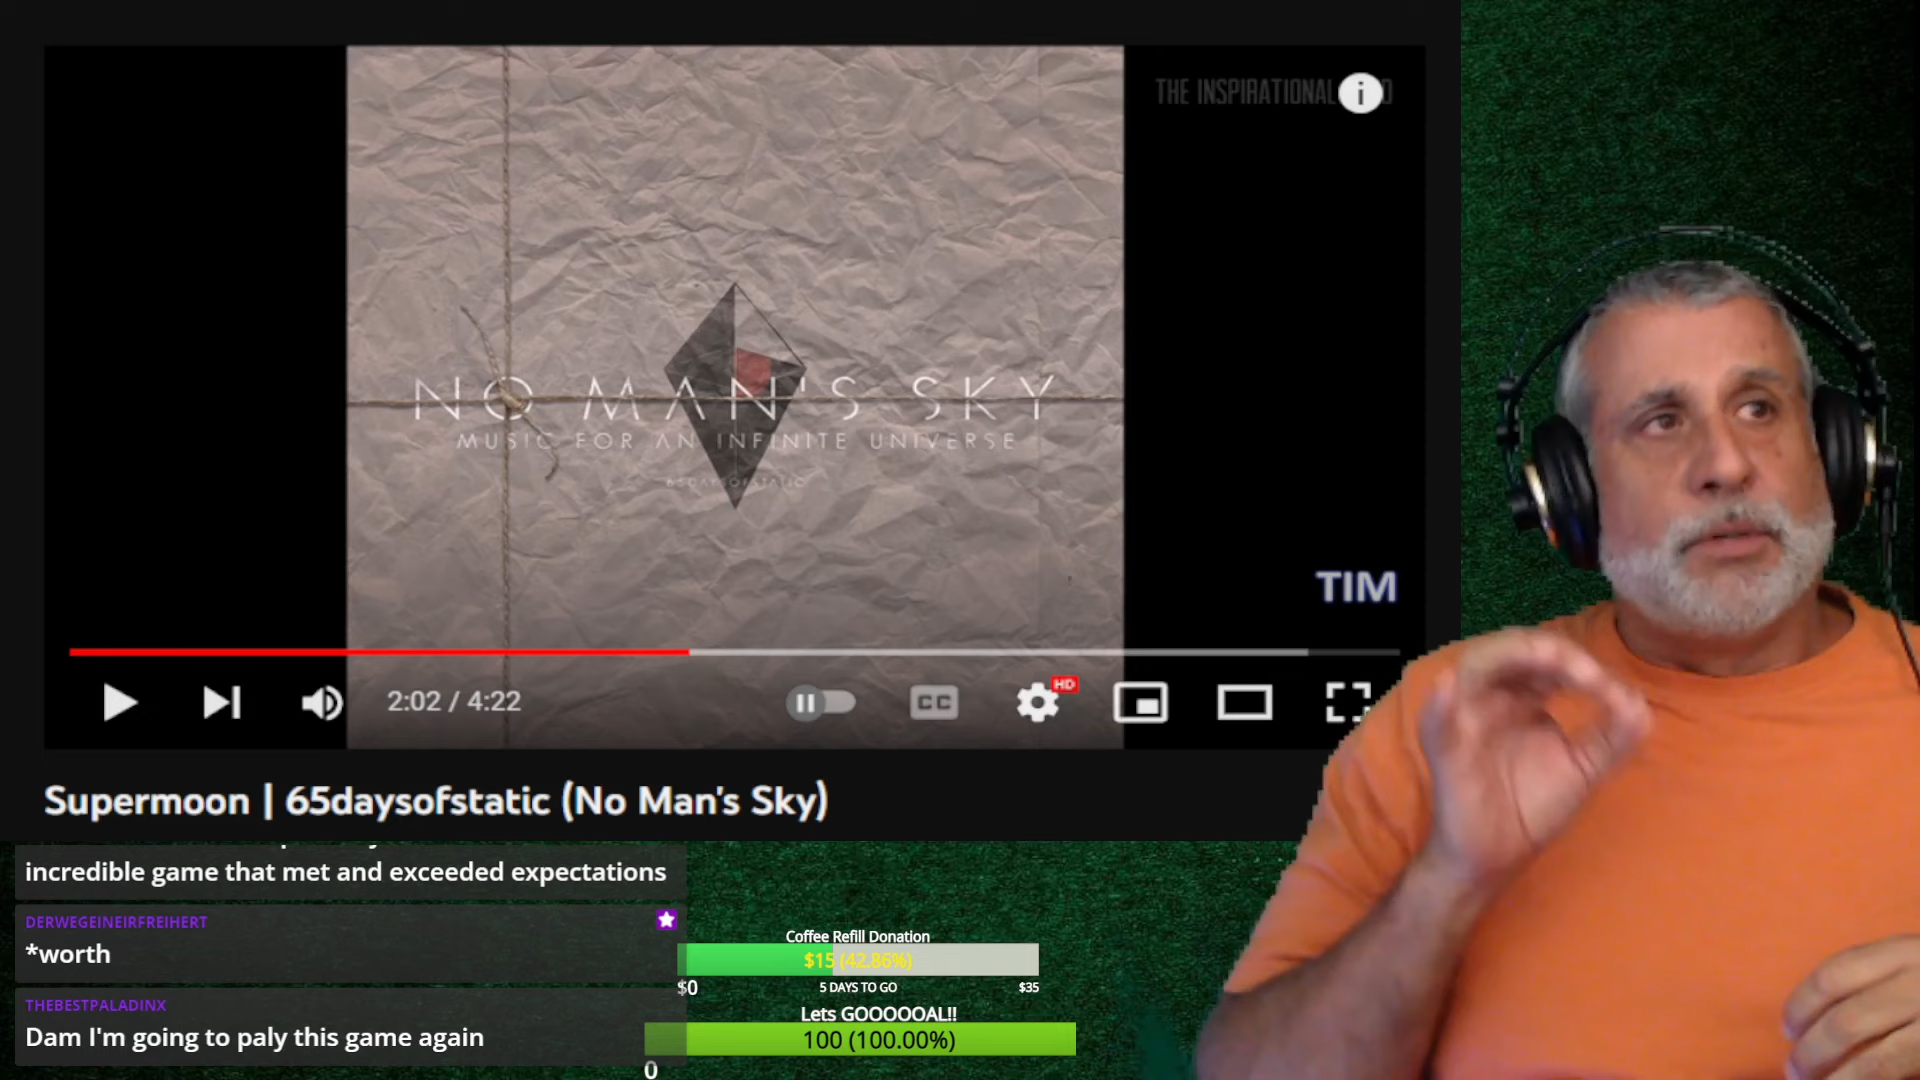 THE INSPIRATIONAL
i
NO MAN'S SKY
MUSIC FOR AN INFINITE UNIVERSE
65DAYSOFSTATIC
TIM
2:02 / 4:22
CC
HD
Supermoon | 65daysofstatic (No Man's Sky)
incredible game that met and exceeded expectations
DERWEGEINEIRFREIHERT
*worth
THEBESTPALADINX
Dam I'm going to paly this game again
Coffee Refill Donation
$15 (42.86%)
$0 5 DAYS TO GO $35
Lets GOOOOOAL!!
100 (100.00%)
0